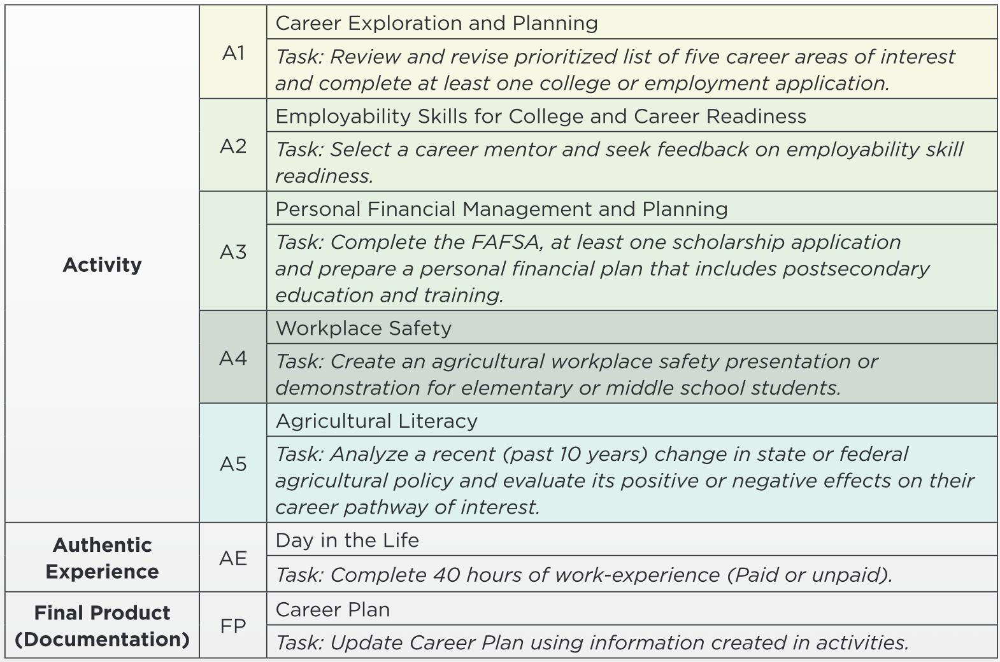 Activity
A1
Career Exploration and Planning
Task: Review and revise prioritized list of five career areas of interest
and complete at least one college or employment application.
A2
Employability Skills for College and Career Readiness
Task: Select a career mentor and seek feedback on employability skill
readiness.
A3
Personal Financial Management and Planning
Task: Complete the FAFSA, at least one scholarship application
and prepare a personal financial plan that includes postsecondary
education and training.
A4
Workplace Safety
Task: Create an agricultural workplace safety presentation or
demonstration for elementary or middle school students.
A5
Agricultural Literacy
Task: Analyze a recent (past 10 years) change in state or federal
agricultural policy and evaluate its positive or negative effects on their
career pathway of interest.
Authentic
Experience
AE
Day in the Life
Task: Complete 40 hours of work-experience (Paid or unpaid).
Final Product
(Documentation)
FP
Career Plan
Task: Update Career Plan using information created in activities.